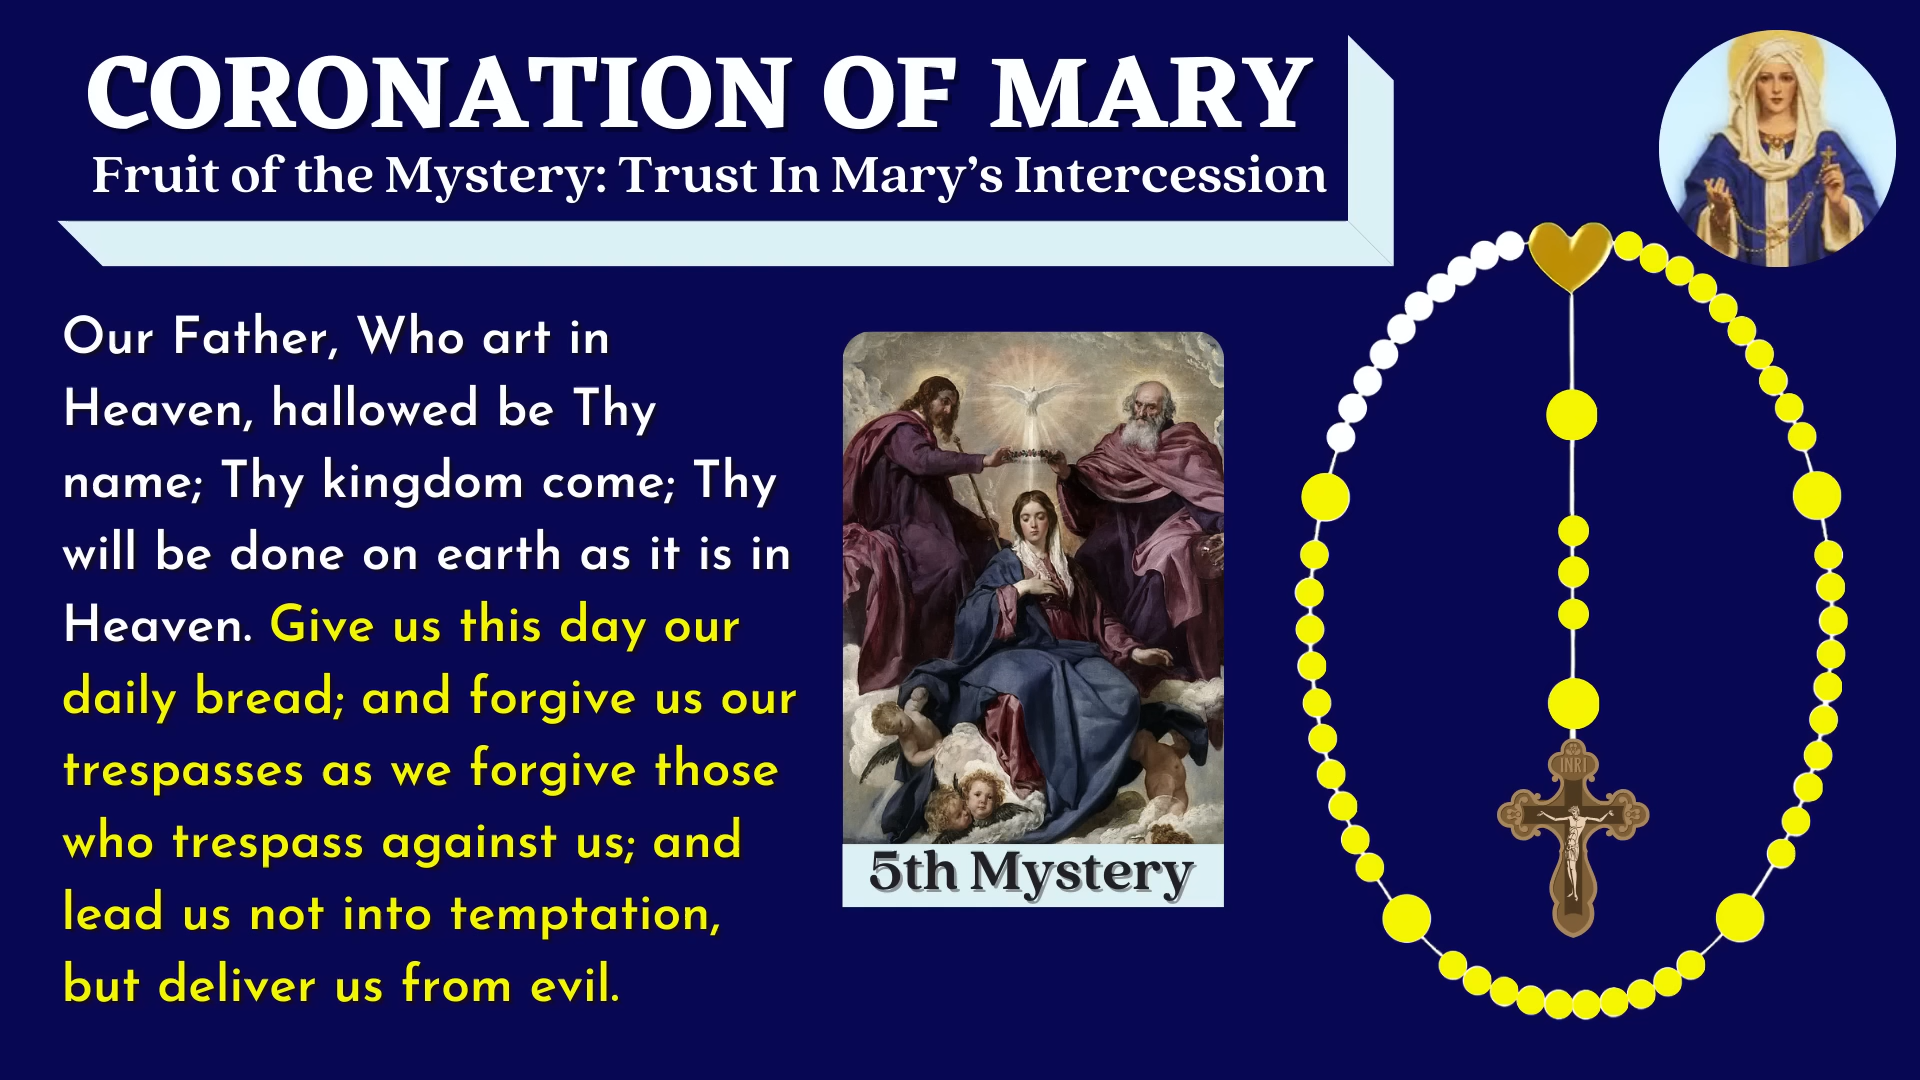 CORONATION OF MARY
Fruit of the Mystery: Trust In Mary’s Intercession
Our Father, Who art in
Heaven, hallowed be Thy
name; Thy kingdom come; Thy
will be done on earth as it is in
Heaven. Give us this day our
daily bread; and forgive us our
trespasses as we forgive those
who trespass against us; and
lead us not into temptation,
but deliver us from evil.
5th Mystery
INRI